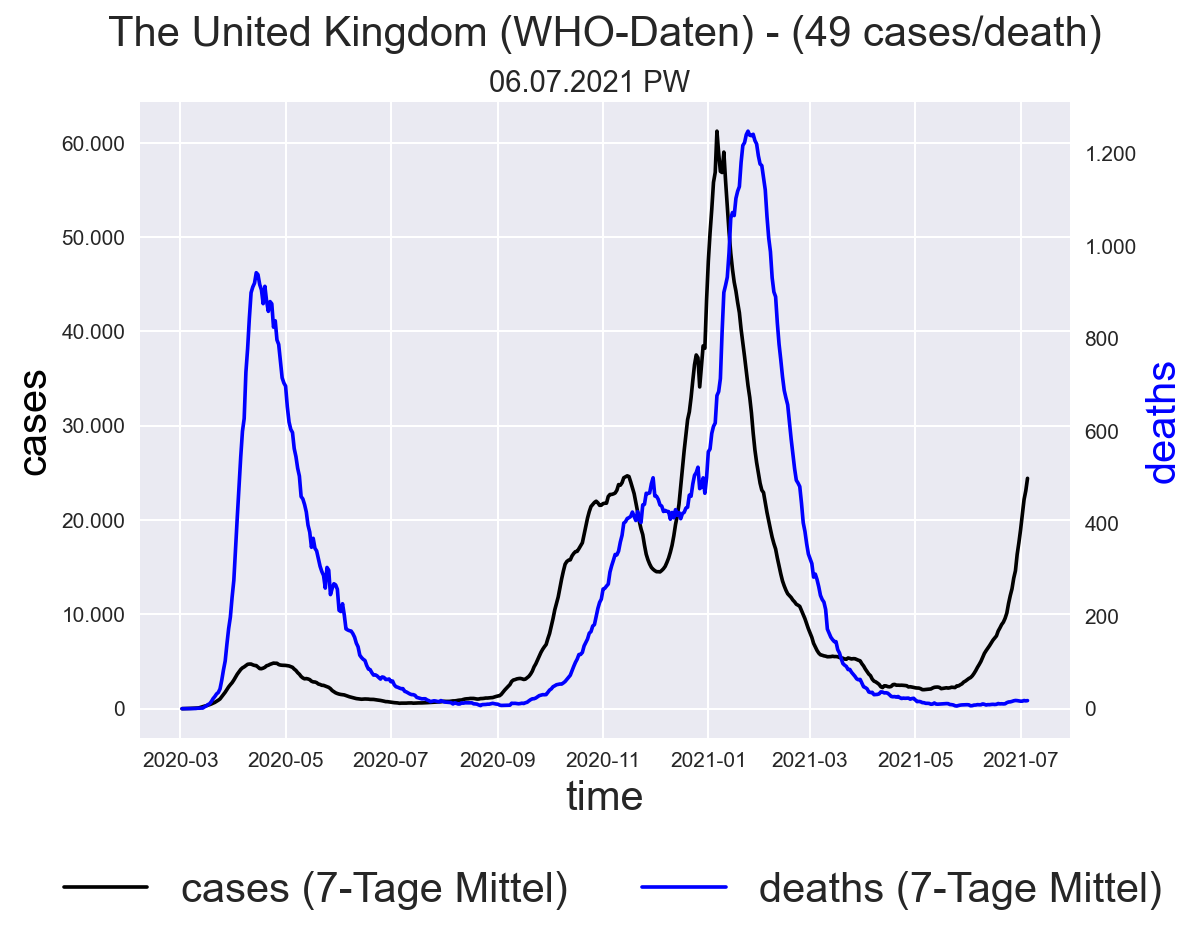 The United Kingdom (WHO-Daten) - (49 cases/death)
06.07.2021 PW
60.000
50.000
40.000
30.000
20.000
10.000
0
cases
1.200
1.000
800
600
400
200
0
deaths
2020-03 2020-05 2020-07 2020-09 2020-11 2021-01 2021-03 2021-05 2021-07
time
cases (7-Tage Mittel) deaths (7-Tage Mittel)